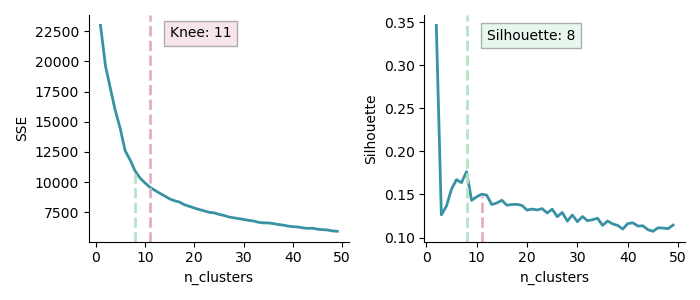 Knee: 11
SSE
22500
20000
17500
15000
12500
10000
7500
0 10 20 30 40 50
n_clusters
Silhouette: 8
Silhouette
0.35
0.30
0.25
0.20
0.15
0.10
0 10 20 30 40 50
n_clusters